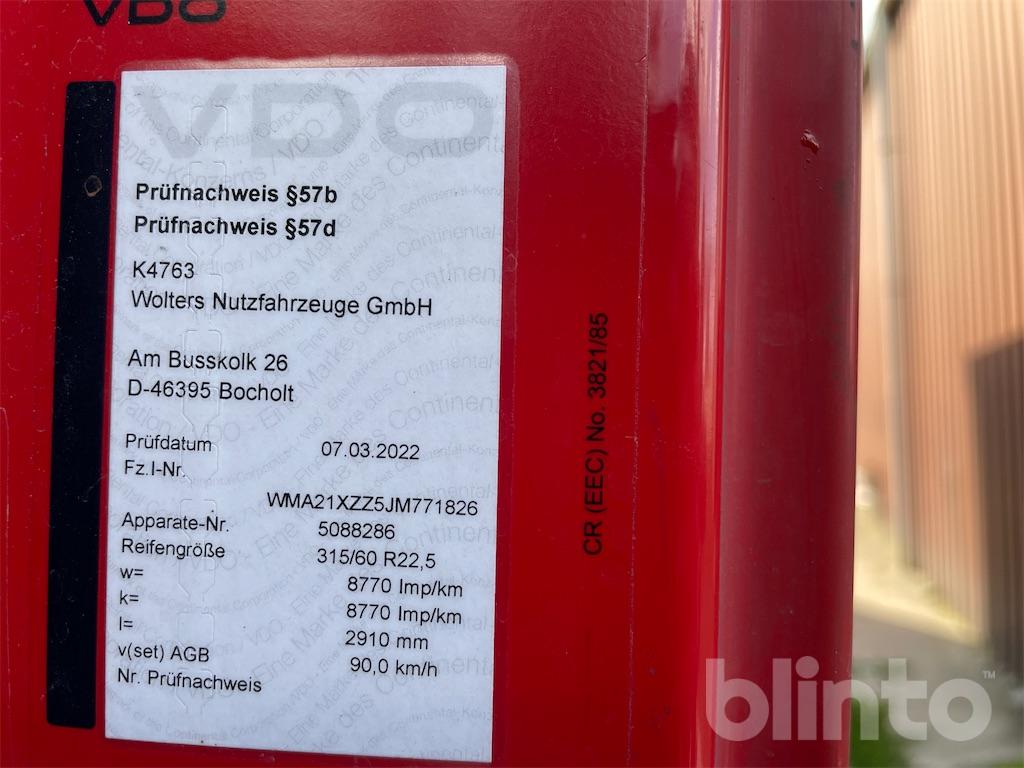 VDO
VDO
Prüfnachweis §57b
Prüfnachweis §57d
K4763
Wolters Nutzfahrzeuge GmbH
Am Busskolk 26
D-46395 Bocholt
Prüfdatum 07.03.2022
Fz.I-Nr.
WMA21XZZ5JM771826
Apparate-Nr. 5088286
Reifengröße 315/60 R22,5
w= 8770 Imp/km
k= 8770 Imp/km
l= 2910 mm
v(set) AGB 90,0 km/h
Nr. Prüfnachweis
CR (EEC) No. 3821/85
blinto™